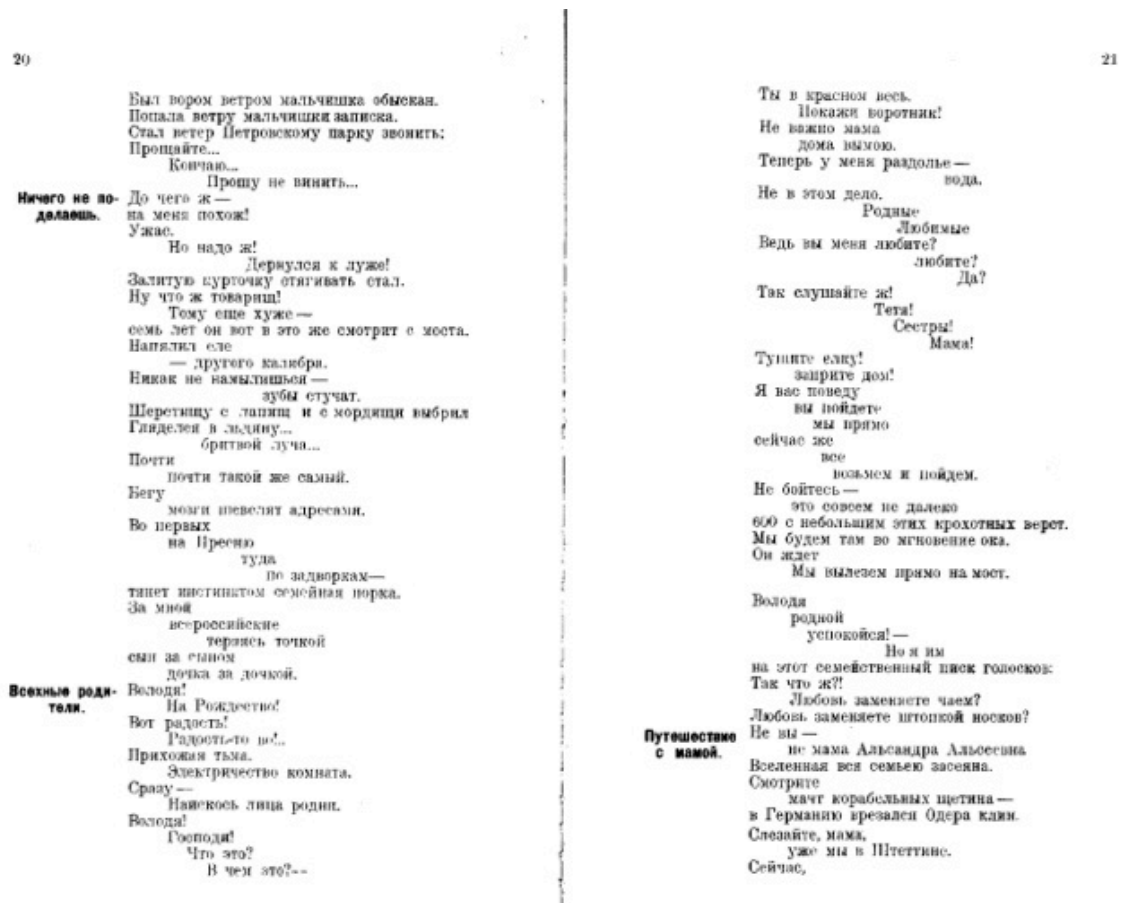 20
Был вором ветром мальчишка обыскан.
Попала ветру мальчишки записка.
Стал ветер Петровскому парку звонить:
Прощайте...
Кончаю...
Прошу не винить...
Ничего не по-
делаешь.
До чего ж —
на меня похож!
Ужас.
Но надо ж!
Дернулся к луже!
Залитую курточку стягивать стал.
Ну что ж товарищ!
Тому еще хуже —
семь лет он вот в это же смотрит с моста.
Напялил еле
— другого калибра.
Никак не намылишься —
зубы стучат.
Шерстищу с лапищ и с мордищи выбрил
Гляделся в льдину...
бритвой луча...
Почти
почти такой же самый.
Бегу
мозги шевелят адресами.
Во первых
на Пресню
туда
по задворкам—
тянет инстинктом семейная норка.
За мной
всероссийские
теряясь точкой
сын за сыном
дочка за дочкой.
Всехные роди-
тели.
Володя!
На Рождество!
Вот радость!
Радость-то во!..
Прихожая тьма.
Электричество комната.
Сразу —
Наискось лица родни.
Володя!
Господи!
Что это?
В чем это?--
21
Ты в красном весь.
Покажи воротник!
Не важно мама
дома вымою.
Теперь у меня раздолье —
вода.
Не в этом дело.
Родные
Любимые
Ведь вы меня любите?
любите?
Да?
Так слушайте ж!
Тетя!
Сестры!
Мама!
Тушите елку!
заприте дом!
Я вас поведу
вы пойдете
мы прямо
сейчас же
все
возьмем и пойдем.
Не бойтесь —
это совсем не далеко
600 с небольшим этих крохотных верст.
Мы будем там во мгновение ока.
Он ждет
Мы вылезем прямо на мост.
Володя
родной
успокойся! —
Но я им
на этот семейственный писк голосков:
Так что ж?!
Любовь заменяете чаем?
Любовь заменяете штопкой носков?
Путешествие
с мамой.
Не вы —
не мама Альсандра Альсеевна
Вселенная вся семьею засеяна.
Смотрите
мачт корабельных щетина —
в Германию врезался Одера клин.
Слезайте, мама,
уже мы в Штеттине.
Сейчас,